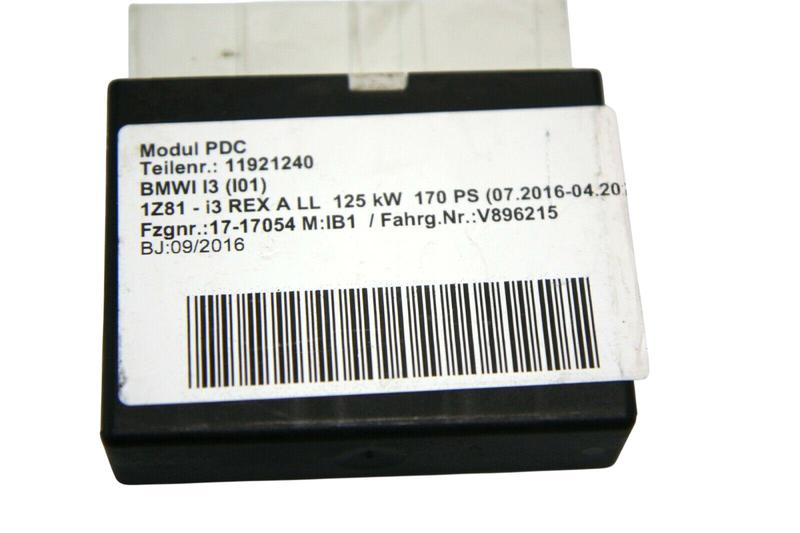 Modul PDC
Teilenr.: 11921240
BMWI I3 (I01)
1Z81 - i3 REX A LL 125 kW 170 PS (07.2016-04.20
Fzgnr.:17-17054 M:IB1 / Fahrg.Nr.:V896215
BJ:09/2016